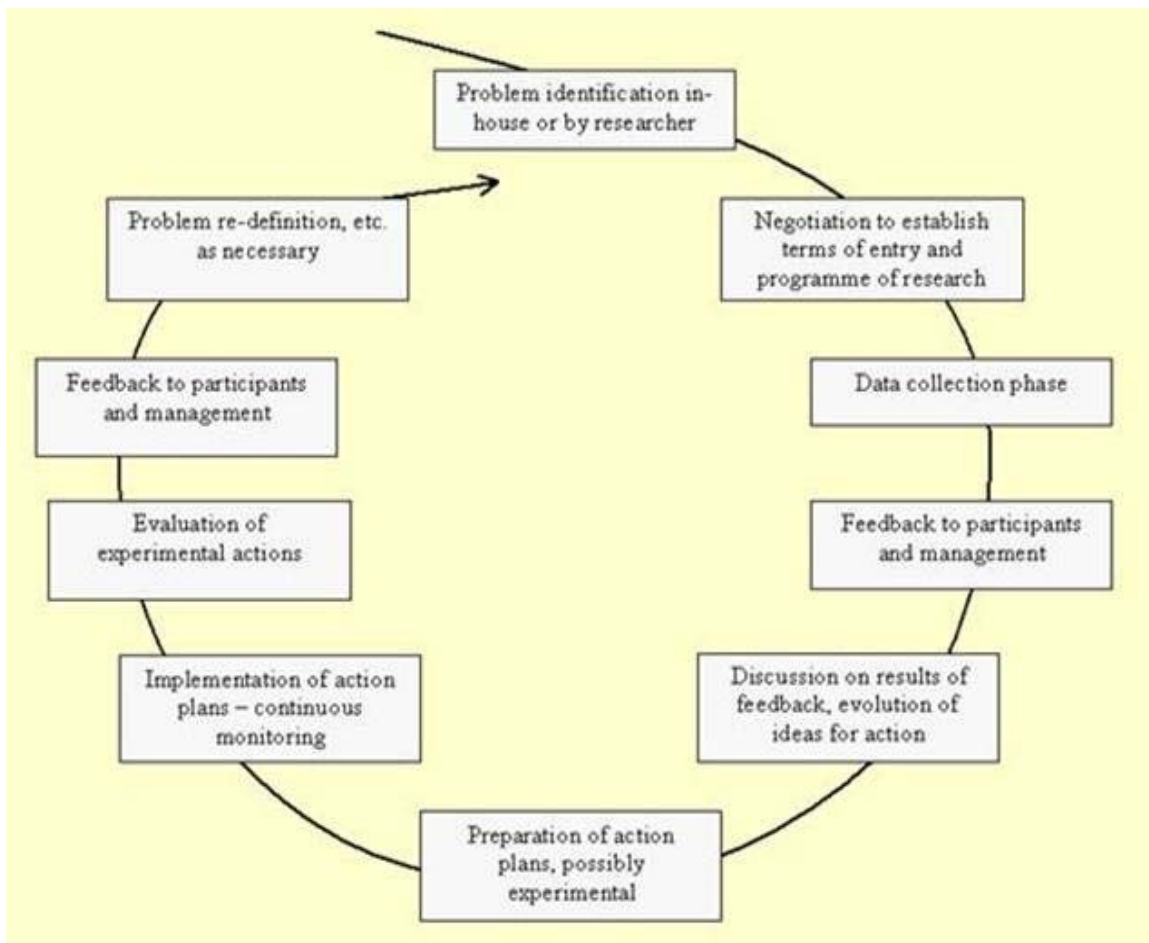 Problem identification in-
house or by researcher
Negotiation to establish
terms of entry and
programme of research
Data collection phase
Feedback to participants
and management
Discussion on results of
feedback, evolution of
ideas for action
Preparation of action
plans, possibly
experimental
Implementation of action
plans – continuous
monitoring
Evaluation of
experimental actions
Feedback to participants
and management
Problem re-definition, etc.
as necessary